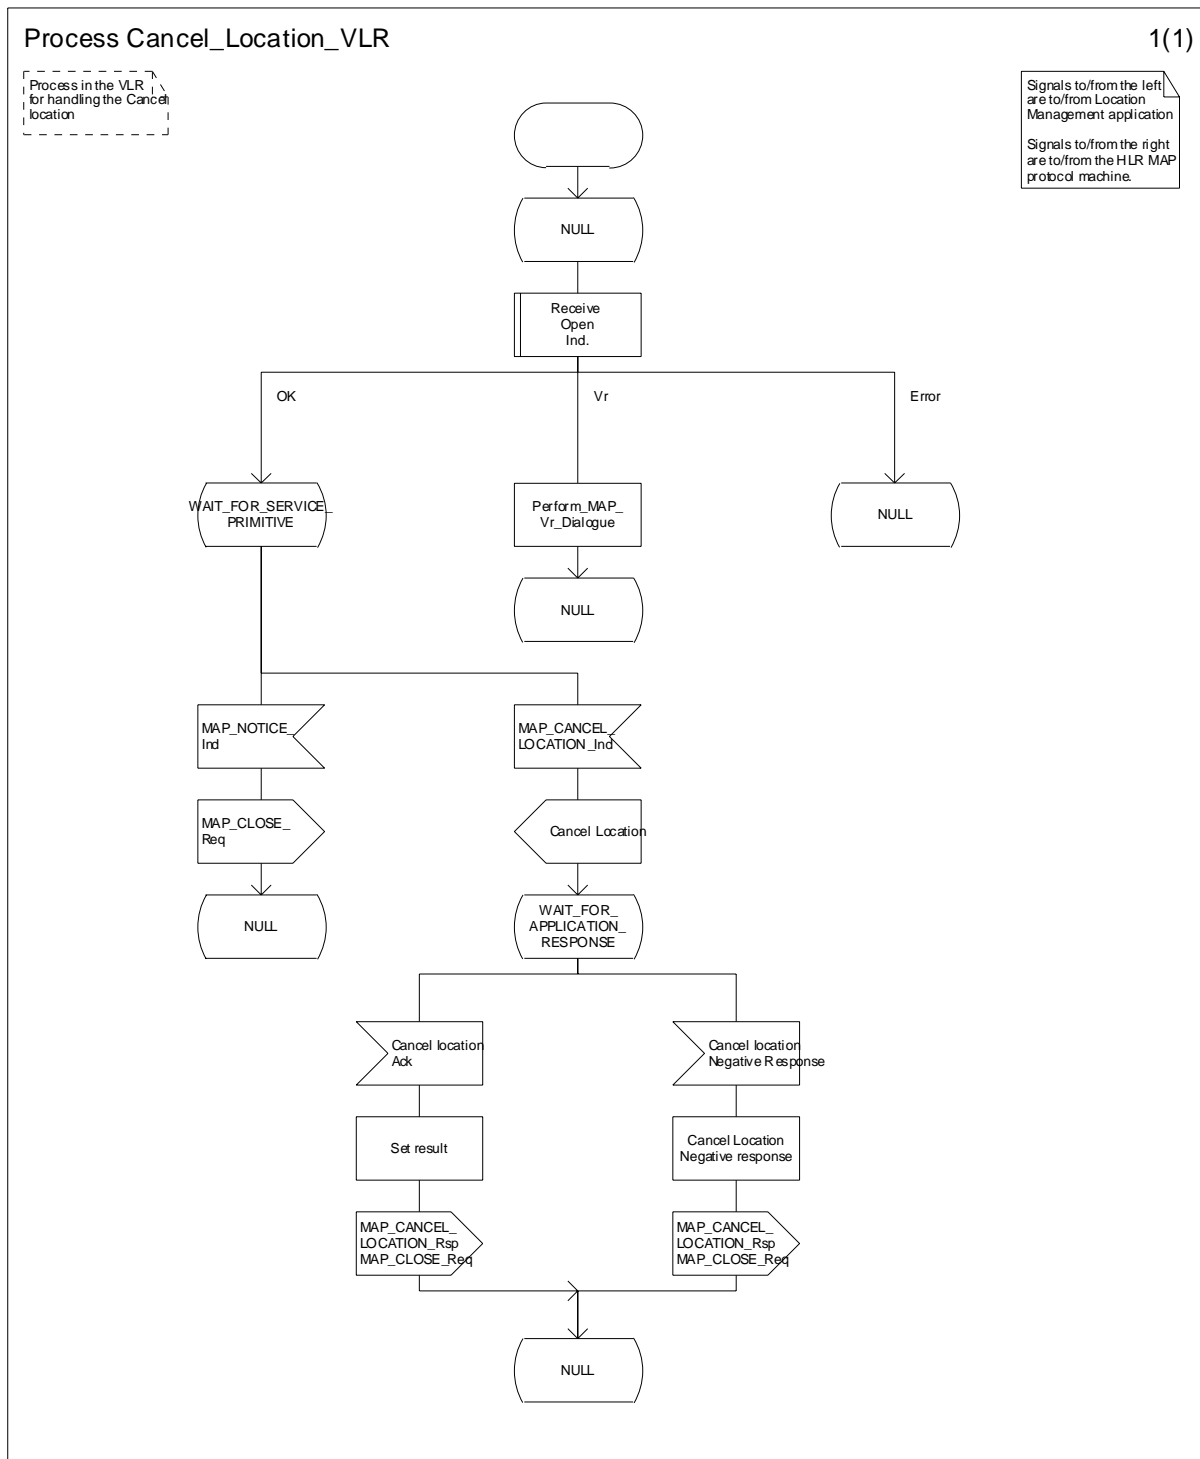 Process Cancel_Location_VLR
1(1)
Process in the VLR
for handling the Cancel
location
Signals to/from the left
are to/from Location
Management application
Signals to/from the right
are to/from the HLR MAP
protocol machine.
NULL
Receive
Open
Ind.
OK
Vr
Error
WAIT_FOR_SERVICE_
PRIMITIVE
Perform_MAP_
Vr_Dialogue
NULL
NULL
MAP_NOTICE_
Ind
MAP_CANCEL_
LOCATION_Ind
MAP_CLOSE_
Req
Cancel Location
NULL
WAIT_FOR_
APPLICATION_
RESPONSE
Cancel location
Ack
Cancel location
Negative Response
Set result
Cancel Location
Negative response
MAP_CANCEL_
LOCATION_Rsp
MAP_CLOSE_Req
MAP_CANCEL_
LOCATION_Rsp
MAP_CLOSE_Req
NULL